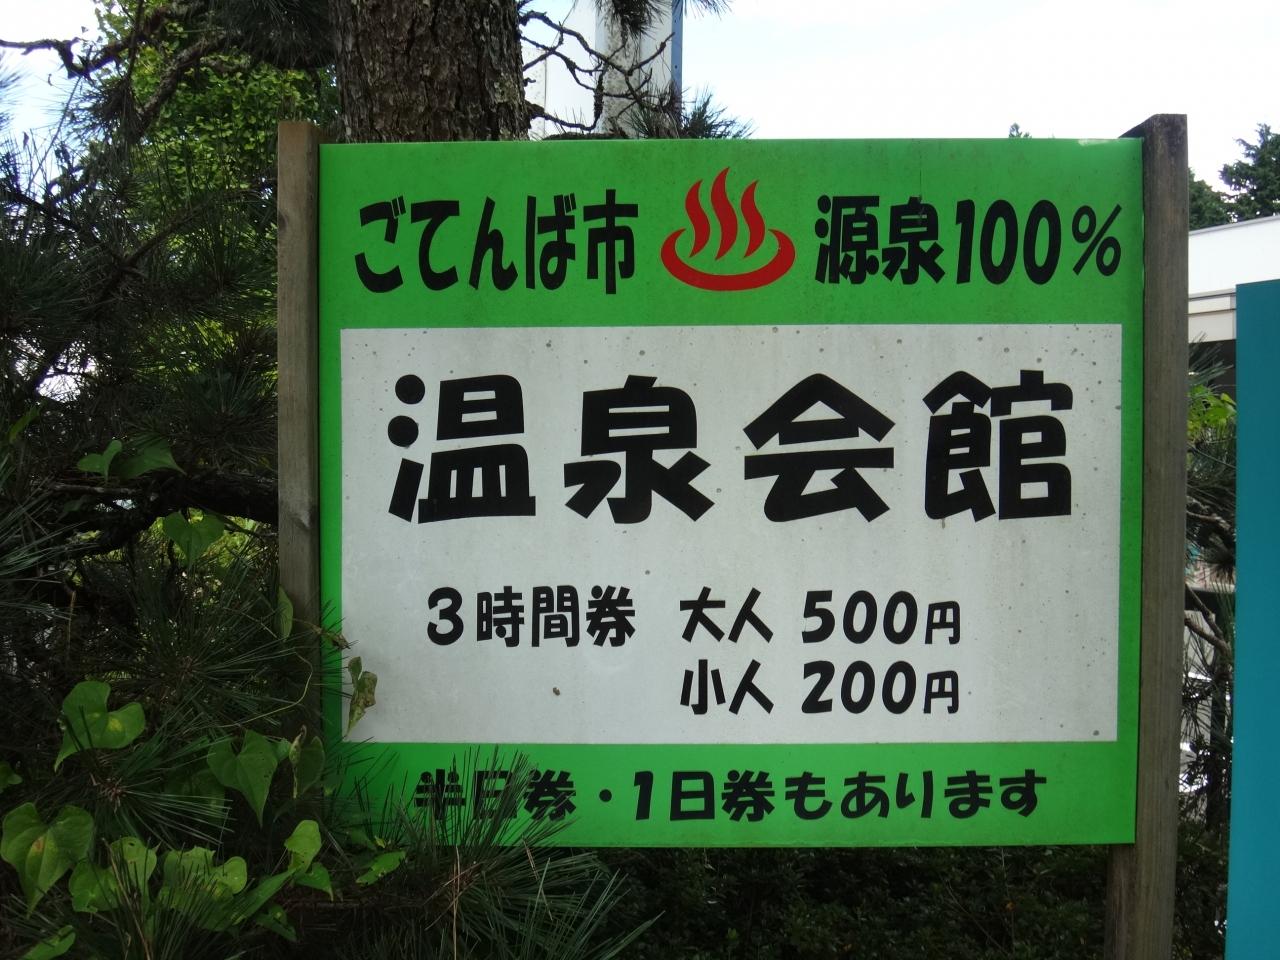 ごてんば市 ♨ 源泉100%
温泉会館
3時間券 大人 500円
小人 200円
半日券・1日券もあります